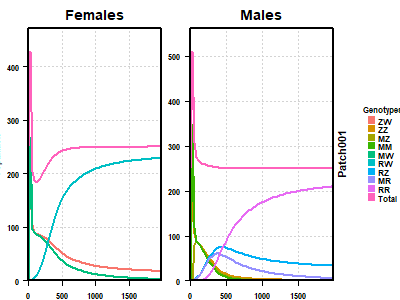 Females
Males
400
300
200
100
0
0
500
1000
1500
500
400
300
200
100
0
0
500
1000
1500
Patch001
Genotypes
ZW
ZZ
MZ
MM
MW
RW
RZ
MR
RR
Total